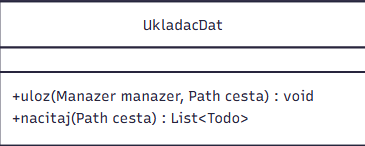 UkladacDat
+uloz(Manazer manazer, Path cesta) : void
+nacitaj(Path cesta) : List<Todo>